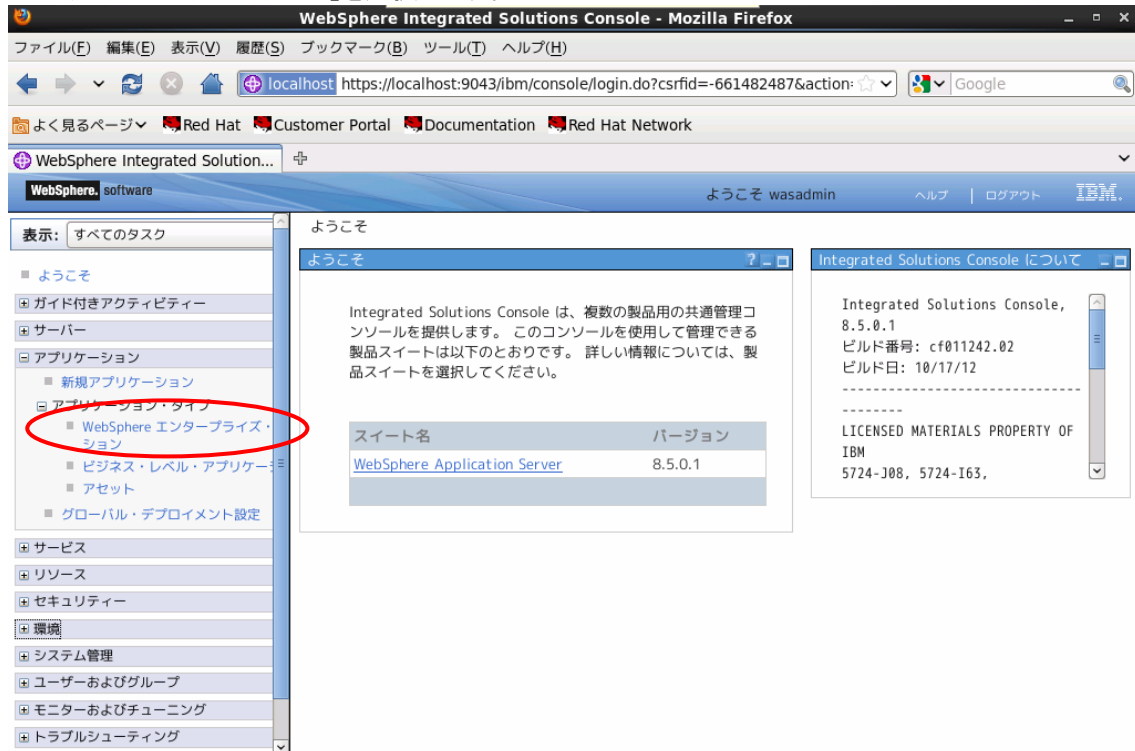 WebSphere Integrated Solutions Console - Mozilla Firefox
ファイル(F) 編集(E) 表示(V) 履歴(S) ブックマーク(B) ツール(T) ヘルプ(H)
localhost https://localhost:9043/ibm/console/login.do?csrfid=-661482487&action: Google
よく見るページ Red Hat Customer Portal Documentation Red Hat Network
WebSphere Integrated Solution...
WebSphere. software ようこそ wasadmin ヘルプ | ログアウト IBM.
表示: すべてのタスク
ようこそ
ガイド付きアクティビティー
サーバー
アプリケーション
新規アプリケーション
アプリケーション・タイプ
WebSphere エンタープライズ・
ション
ビジネス・レベル・アプリケー
アセット
グローバル・デプロイメント設定
サービス
リソース
セキュリティー
環境
システム管理
ユーザーおよびグループ
モニターおよびチューニング
トラブルシューティング
ようこそ
ようこそ
Integrated Solutions Console は、複数の製品用の共通管理コ
ンソールを提供します。 このコンソールを使用して管理できる
製品スイートは以下のとおりです。 詳しい情報については、製
品スイートを選択してください。
スイート名 バージョン
WebSphere Application Server 8.5.0.1
Integrated Solutions Console について
Integrated Solutions Console,
8.5.0.1
ビルド番号: cf011242.02
ビルド日: 10/17/12
------------------------------
--------
LICENSED MATERIALS PROPERTY OF
IBM
5724-J08, 5724-I63,